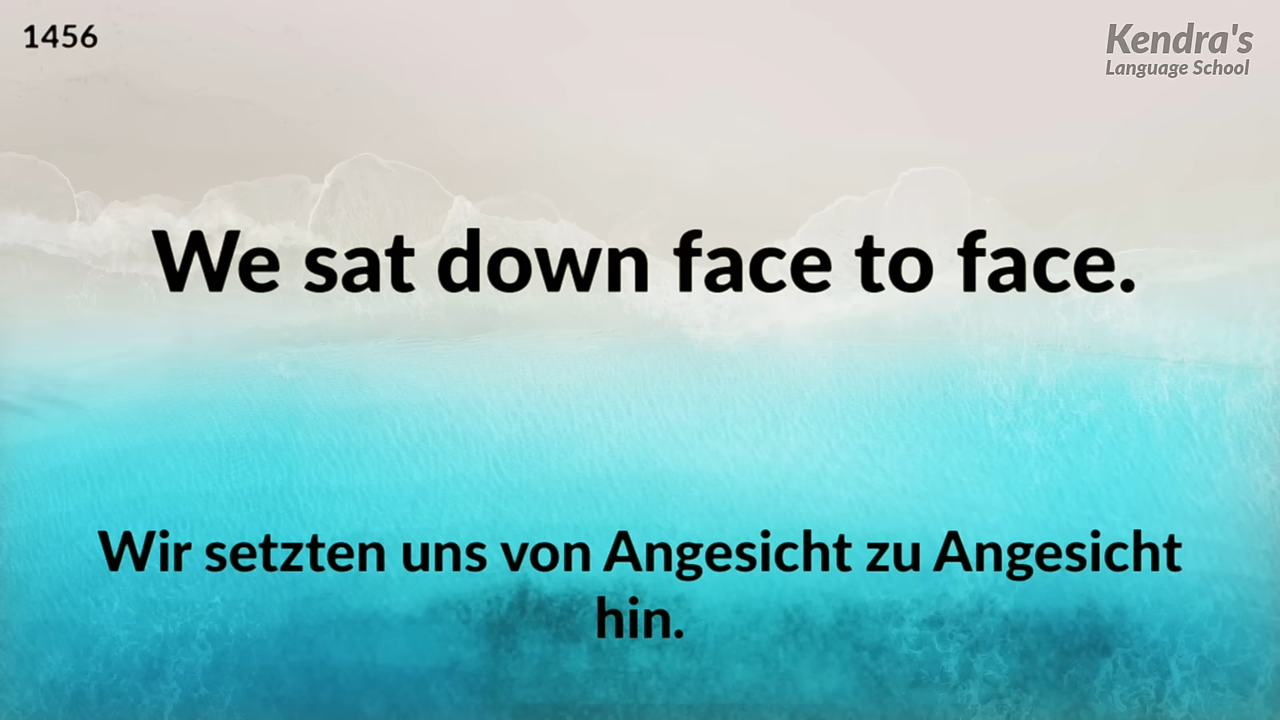 1456
Kendra's
Language School
We sat down face to face.
Wir setzten uns von Angesicht zu Angesicht
hin.